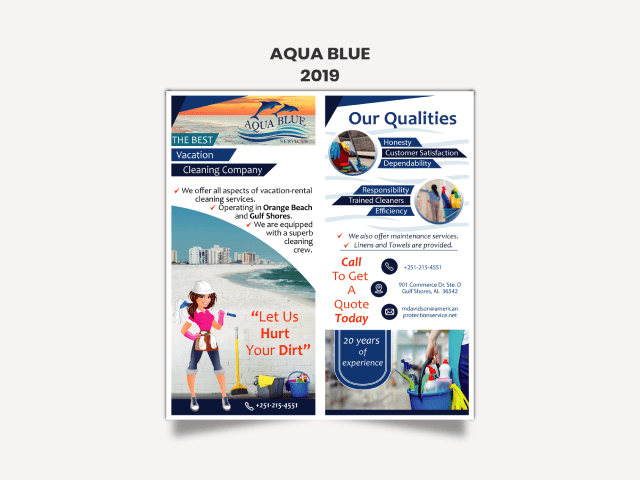 AQUA BLUE
2019
AQUA BLUE
SERVICES
THE BEST
Vacation
Cleaning Company
We offer all aspects of vacation-rental
cleaning services.
Operating in Orange Beach
and Gulf Shores.
We are equipped
with a superb
cleaning
crew.
“Let Us
Hurt
Your Dirt”
+251-215-4551
Our Qualities
Honesty
Customer Satisfaction
Dependability
Responsibility
Trained Cleaners
Efficiency
We also offer maintenance services.
Linens and Towels are provided.
Call
To Get
A
Quote
Today
+251-215-4551
901 Commerce Dr. Ste. D
Gulf Shores, Al. 36542
mdavidson@american
protectionservice.net
20 years
of
experience